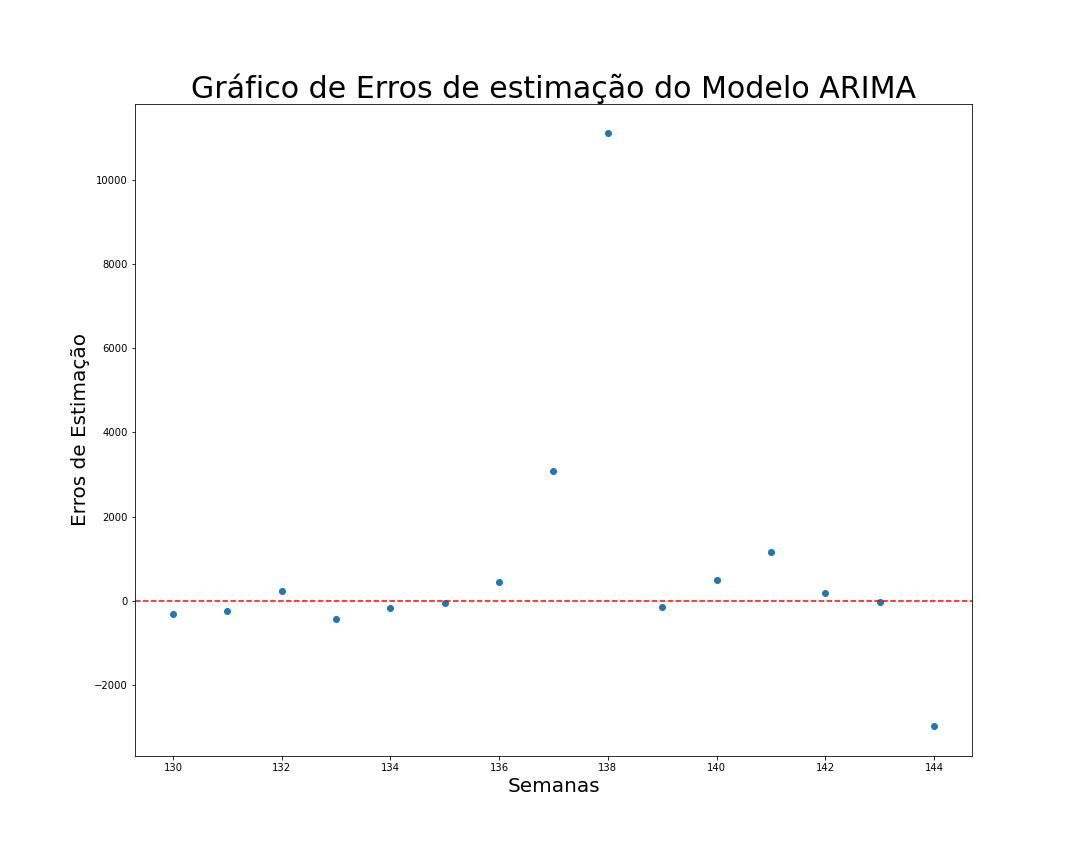 Gráfico de Erros de estimação do Modelo ARIMA
Erros de Estimação
10000
8000
6000
4000
2000
0
−2000
130 132 134 136 138 140 142 144
Semanas